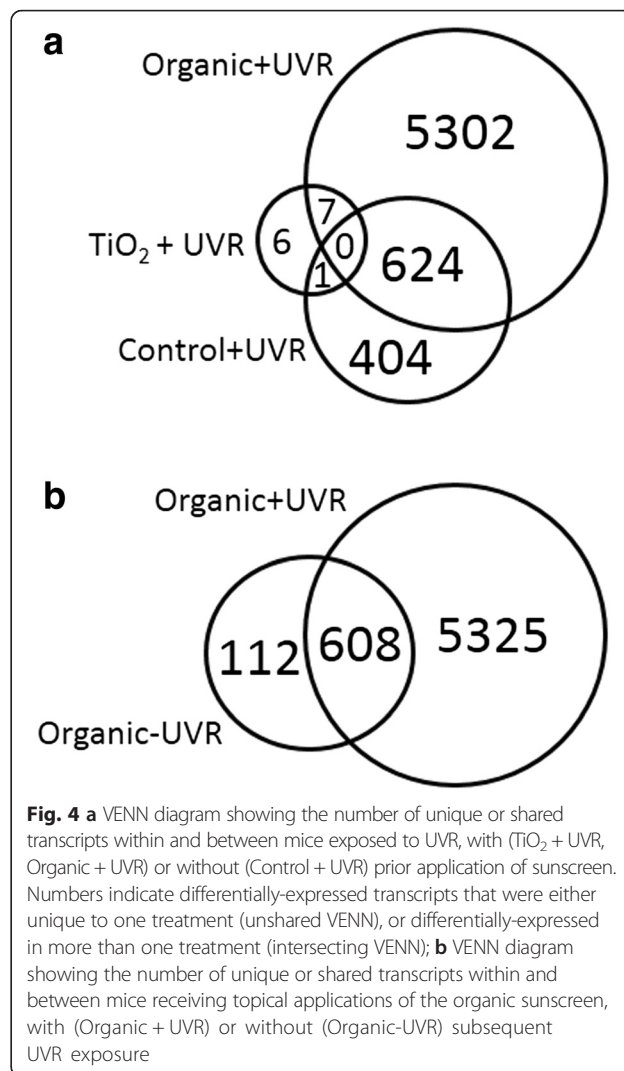 a
Organic+UVR
5302
7
TiO₂ + UVR
6
0
624
1
Control+UVR
404
b
Organic+UVR
112
608
5325
Organic-UVR
Fig. 4 a VENN diagram showing the number of unique or shared
transcripts within and between mice exposed to UVR, with (TiO₂ + UVR,
Organic + UVR) or without (Control + UVR) prior application of sunscreen.
Numbers indicate differentially-expressed transcripts that were either
unique to one treatment (unshared VENN), or differentially-expressed
in more than one treatment (intersecting VENN); b VENN diagram
showing the number of unique or shared transcripts within and
between mice receiving topical applications of the organic sunscreen,
with (Organic + UVR) or without (Organic-UVR) subsequent
UVR exposure